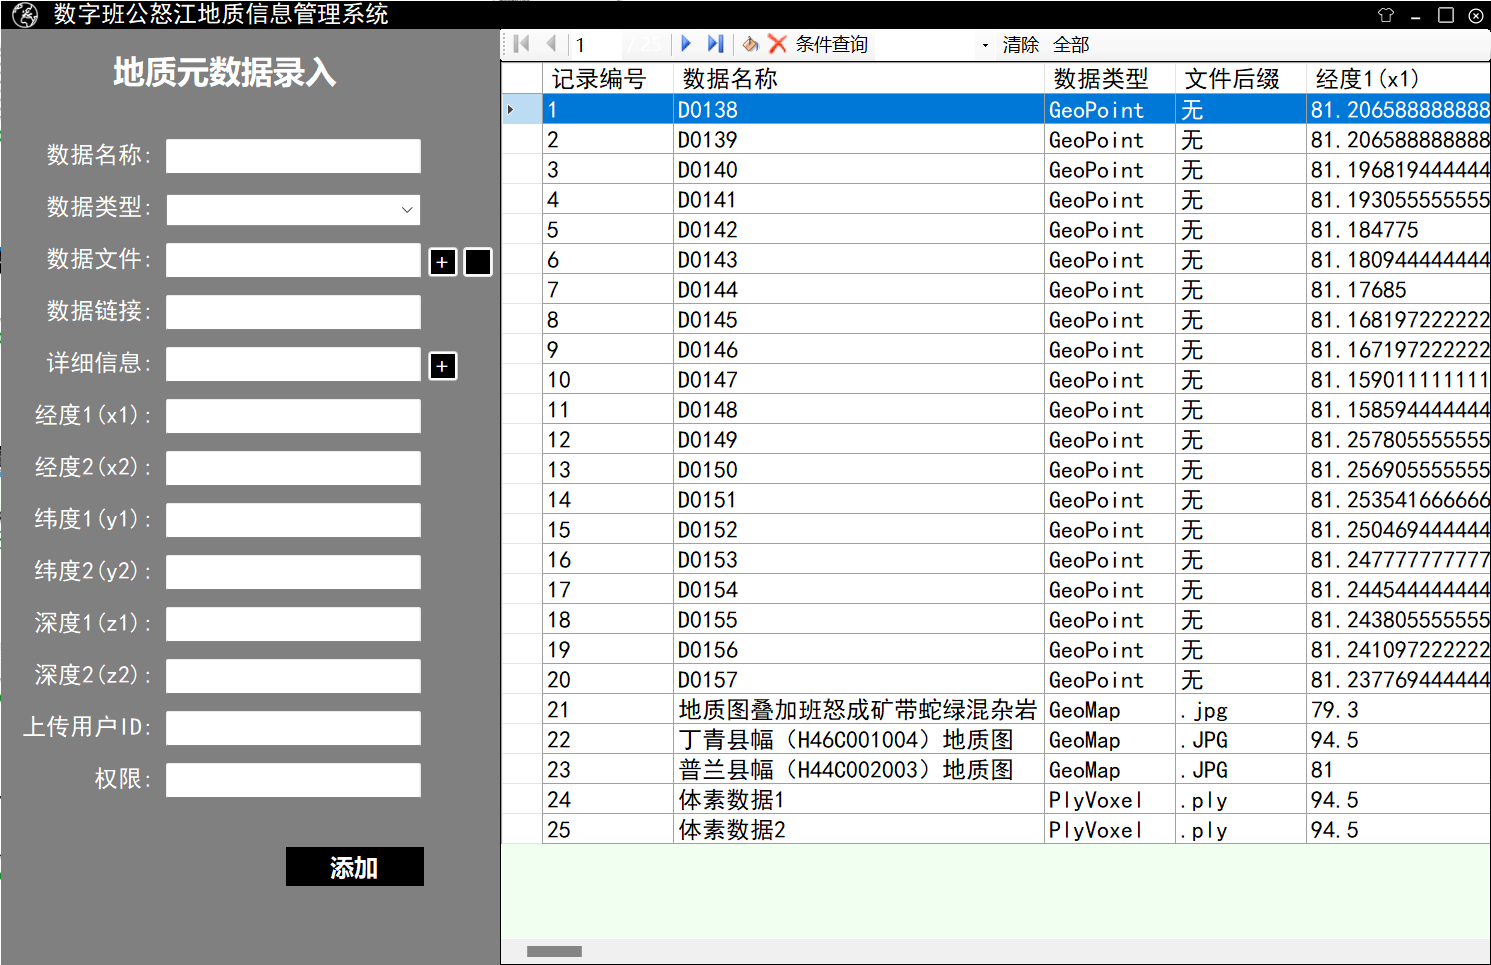 数字班公怒江地质信息管理系统
地质元数据录入
数据名称:
数据类型:
数据文件: +
数据链接:
详细信息: +
经度1(x1):
经度2(x2):
纬度1(y1):
纬度2(y2):
深度1(z1):
深度2(z2):
上传用户ID:
权限:
添加
1 / 25 条件查询 清除 全部
记录编号 数据名称 数据类型 文件后缀 经度1(x1)
1 D0138 GeoPoint 无 81.206588888888
2 D0139 GeoPoint 无 81.206588888888
3 D0140 GeoPoint 无 81.196819444444
4 D0141 GeoPoint 无 81.193055555555
5 D0142 GeoPoint 无 81.184775
6 D0143 GeoPoint 无 81.180944444444
7 D0144 GeoPoint 无 81.17685
8 D0145 GeoPoint 无 81.168197222222
9 D0146 GeoPoint 无 81.167197222222
10 D0147 GeoPoint 无 81.159011111111
11 D0148 GeoPoint 无 81.158594444444
12 D0149 GeoPoint 无 81.257805555555
13 D0150 GeoPoint 无 81.256905555555
14 D0151 GeoPoint 无 81.253541666666
15 D0152 GeoPoint 无 81.250469444444
16 D0153 GeoPoint 无 81.247777777777
17 D0154 GeoPoint 无 81.244544444444
18 D0155 GeoPoint 无 81.243805555555
19 D0156 GeoPoint 无 81.241097222222
20 D0157 GeoPoint 无 81.237769444444
21 地质图叠加班怒成矿带蛇绿混杂岩 GeoMap .jpg 79.3
22 丁青县幅（H46C001004）地质图 GeoMap .JPG 94.5
23 普兰县幅（H44C002003）地质图 GeoMap .JPG 81
24 体素数据1 PlyVoxel .ply 94.5
25 体素数据2 PlyVoxel .ply 94.5